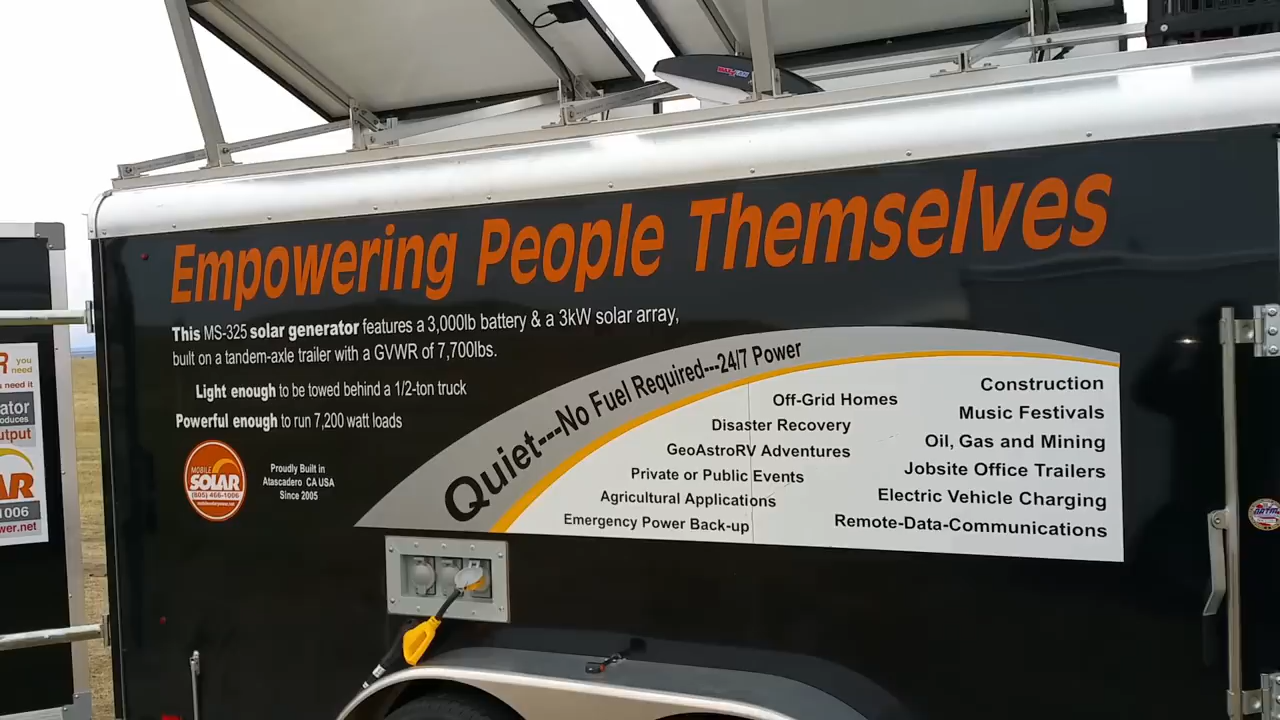 Empowering People Themselves
This MS-325 solar generator features a 3,000lb battery & a 3kW solar array,
built on a tandem-axle trailer with a GVWR of 7,700lbs.
Light enough to be towed behind a 1/2-ton truck
Powerful enough to run 7,200 watt loads
MOBILE
SOLAR
(805) 466-1006
Proudly Built in
Atascadero CA USA
Since 2005
Quiet---No Fuel Required---24/7 Power
Off-Grid Homes
Disaster Recovery
GeoAstroRV Adventures
Private or Public Events
Agricultural Applications
Emergency Power Back-up
Construction
Music Festivals
Oil, Gas and Mining
Jobsite Office Trailers
Electric Vehicle Charging
Remote-Data-Communications
R you
need
need it
ator
oduces
utput
AR
1006
wer.net